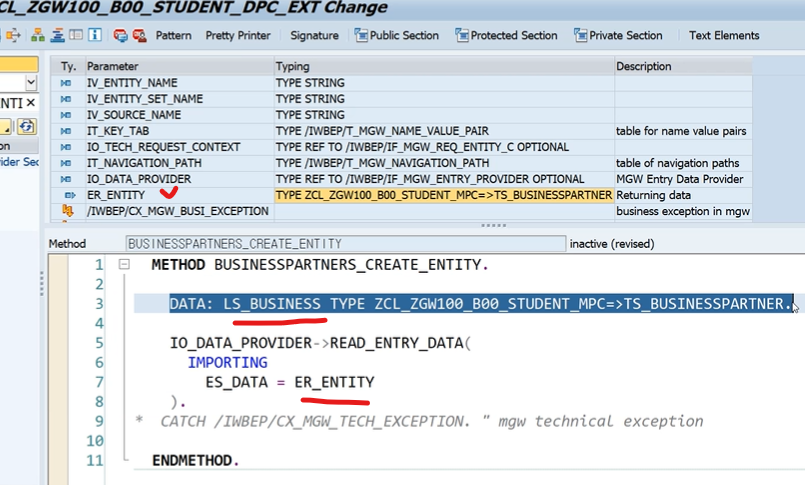 CL_ZGW100_B00_STUDENT_DPC_EXT Change
Pattern Pretty Printer Signature Public Section Protected Section Private Section Text Elements
Ty. Parameter Typing Description
IV_ENTITY_NAME TYPE STRING
IV_ENTITY_SET_NAME TYPE STRING
IV_SOURCE_NAME TYPE STRING
IT_KEY_TAB TYPE /IWBEP/T_MGW_NAME_VALUE_PAIR table for name value pairs
IO_TECH_REQUEST_CONTEXT TYPE REF TO /IWBEP/IF_MGW_REQ_ENTITY_C OPTIONAL
IT_NAVIGATION_PATH TYPE /IWBEP/T_MGW_NAVIGATION_PATH table of navigation paths
IO_DATA_PROVIDER TYPE REF TO /IWBEP/IF_MGW_ENTRY_PROVIDER OPTIONAL MGW Entry Data Provider
ER_ENTITY TYPE ZCL_ZGW100_B00_STUDENT_MPC=>TS_BUSINESSPARTNER Returning data
/IWBEP/CX_MGW_BUSI_EXCEPTION business exception in mgw
NTI
on
vider Sec
Method BUSINESSPARTNERS_CREATE_ENTITY inactive (revised)
1 METHOD BUSINESSPARTNERS_CREATE_ENTITY.
2
3 DATA: LS_BUSINESS TYPE ZCL_ZGW100_B00_STUDENT_MPC=>TS_BUSINESSPARTNER.
4
5 IO_DATA_PROVIDER->READ_ENTRY_DATA(
6 IMPORTING
7 ES_DATA = ER_ENTITY
8 ).
9 * CATCH /IWBEP/CX_MGW_TECH_EXCEPTION. " mgw technical exception
10
11 ENDMETHOD.